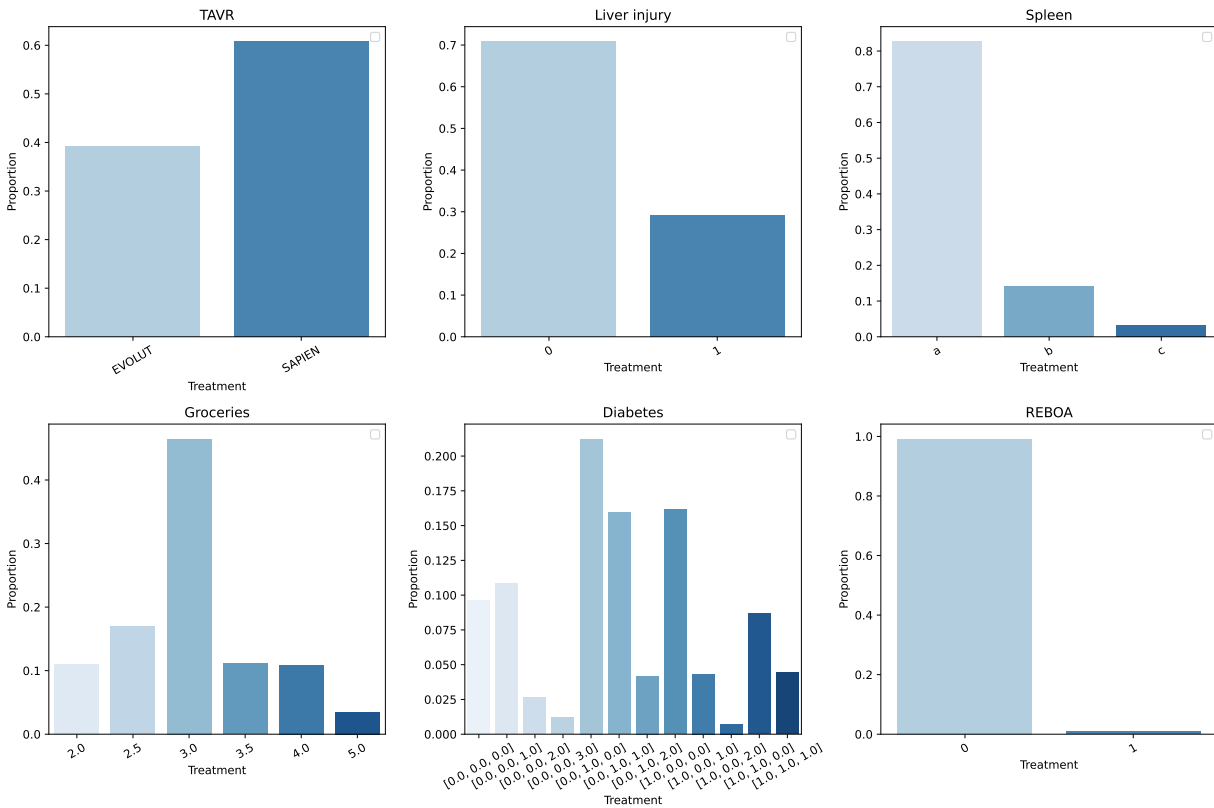 TAVR
Proportion
0.6
0.5
0.4
0.3
0.2
0.1
0.0
EVOLUT
SAPIEN
Treatment
Liver injury
Proportion
0.7
0.6
0.5
0.4
0.3
0.2
0.1
0.0
0
1
Treatment
Spleen
Proportion
0.8
0.7
0.6
0.5
0.4
0.3
0.2
0.1
0.0
a
b
c
Treatment
Groceries
Proportion
0.4
0.3
0.2
0.1
0.0
2.0
2.5
3.0
3.5
4.0
5.0
Treatment
Diabetes
Proportion
0.200
0.175
0.150
0.125
0.100
0.075
0.050
0.025
0.000
[0.0, 0.0, 0.0]
[0.0, 0.0, 1.0]
[0.0, 0.0, 2.0]
[0.0, 0.0, 3.0]
[0.0, 1.0, 0.0]
[0.0, 1.0, 1.0]
[0.0, 1.0, 2.0]
[1.0, 0.0, 0.0]
[1.0, 0.0, 1.0]
[1.0, 0.0, 2.0]
[1.0, 1.0, 0.0]
[1.0, 1.0, 1.0]
Treatment
REBOA
Proportion
1.0
0.8
0.6
0.4
0.2
0.0
0
1
Treatment